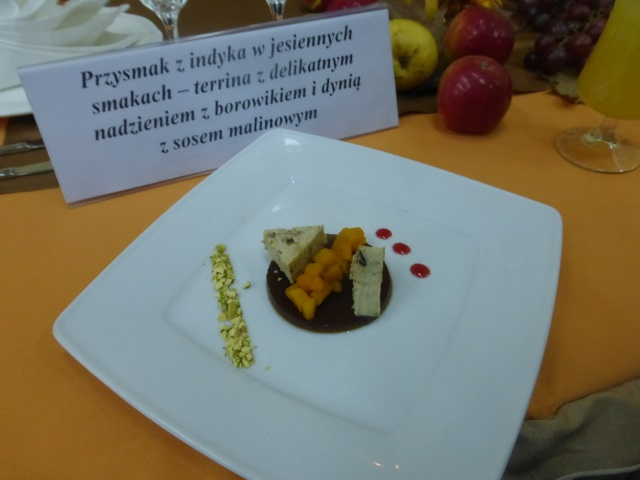 Przysmak z indyka w jesiennych
smakach – terrina z delikatnym
nadzieniem z borowikiem i dynią
z sosem malinowym